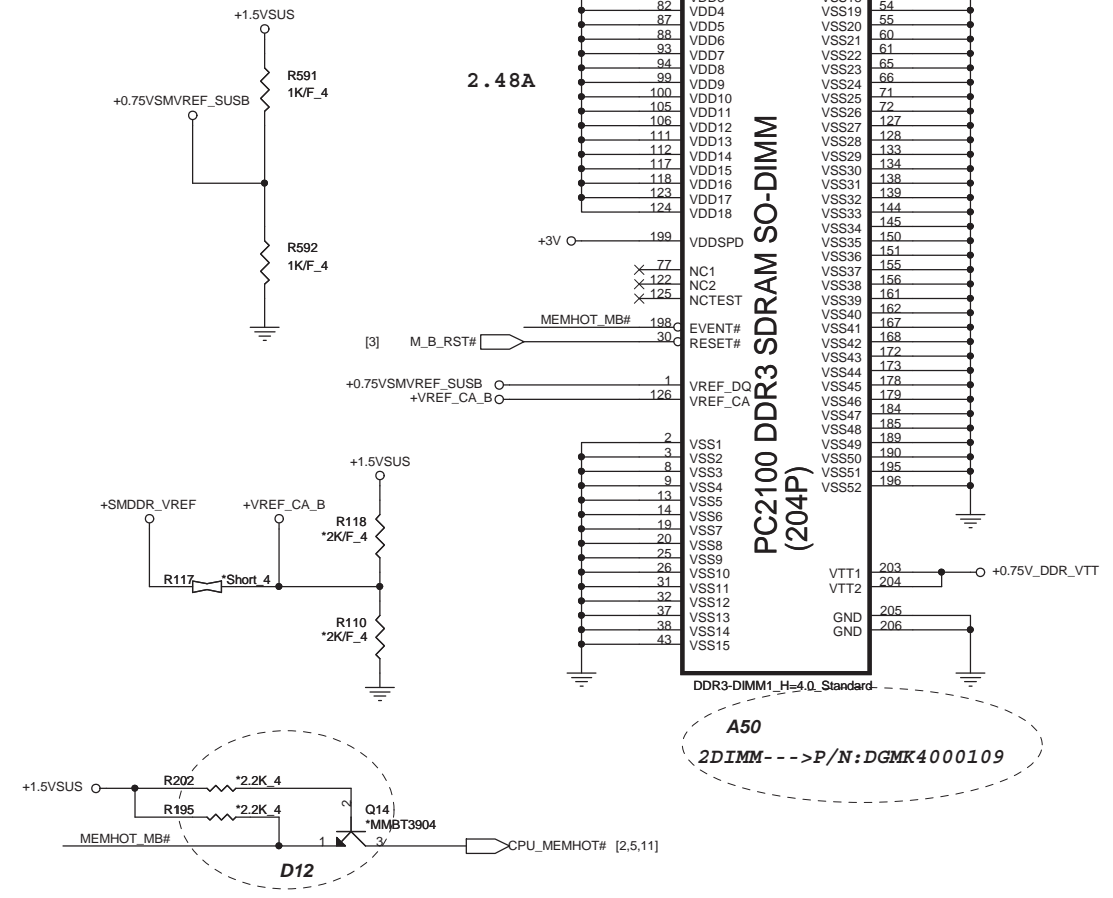 +1.5VSUS
R591
1K/F_4
+0.75VSMVREF_SUSB
R592
1K/F_4
2.48A
82 VDD4
87 VDD5
88 VDD6
93 VDD7
94 VDD8
99 VDD9
100 VDD10
105 VDD11
106 VDD12
111 VDD13
112 VDD14
117 VDD15
118 VDD16
123 VDD17
124 VDD18
+3V 199 VDDSPD
77 NC1
122 NC2
125 NCTEST
MEMHOT_MB# 198 EVENT#
[3] M_B_RST# 30 RESET#
+0.75VSMVREF_SUSB 1 VREF_DQ
+VREF_CA_B 126 VREF_CA
2 VSS1
3 VSS2
8 VSS3
9 VSS4
13 VSS5
14 VSS6
19 VSS7
20 VSS8
25 VSS9
26 VSS10
31 VSS11
32 VSS12
37 VSS13
38 VSS14
43 VSS15
PC2100 DDR3 SDRAM SO-DIMM
(204P)
VSS19 54
VSS20 55
VSS21 60
VSS22 61
VSS23 65
VSS24 66
VSS25 71
VSS26 72
VSS27 127
VSS28 128
VSS29 133
VSS30 134
VSS31 138
VSS32 139
VSS33 144
VSS34 145
VSS35 150
VSS36 151
VSS37 155
VSS38 156
VSS39 161
VSS40 162
VSS41 167
VSS42 168
VSS43 172
VSS44 173
VSS45 178
VSS46 179
VSS47 184
VSS48 185
VSS49 189
VSS50 190
VSS51 195
VSS52 196
VTT1 203 +0.75V_DDR_VTT
VTT2 204
GND 205
GND 206
DDR3-DIMM1_H=4.0_Standard
A50
2DIMM--->P/N:DGMK4000109
+1.5VSUS
+SMDDR_VREF
+VREF_CA_B
R118
*2K/F_4
R117 *Short_4
R110
*2K/F_4
+1.5VSUS
R202 *2.2K_4
R195 *2.2K_4
2
Q14
*MMBT3904
MEMHOT_MB# 1 3 CPU_MEMHOT# [2,5,11]
D12